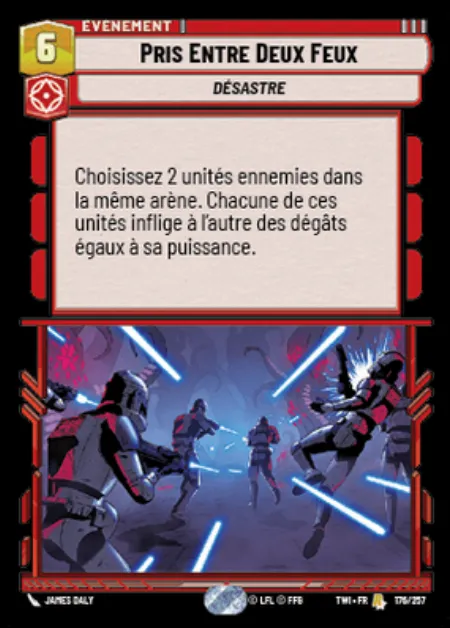 EVENEMENT
6
PRIS ENTRE DEUX FEUX
DÉSASTRE
Choisissez 2 unités ennemies dans
la même arène. Chacune de ces
unités inflige à l'autre des dégâts
égaux à sa puissance.
JAMES DALY
© LFL © FFG
TWI • FR
176/257